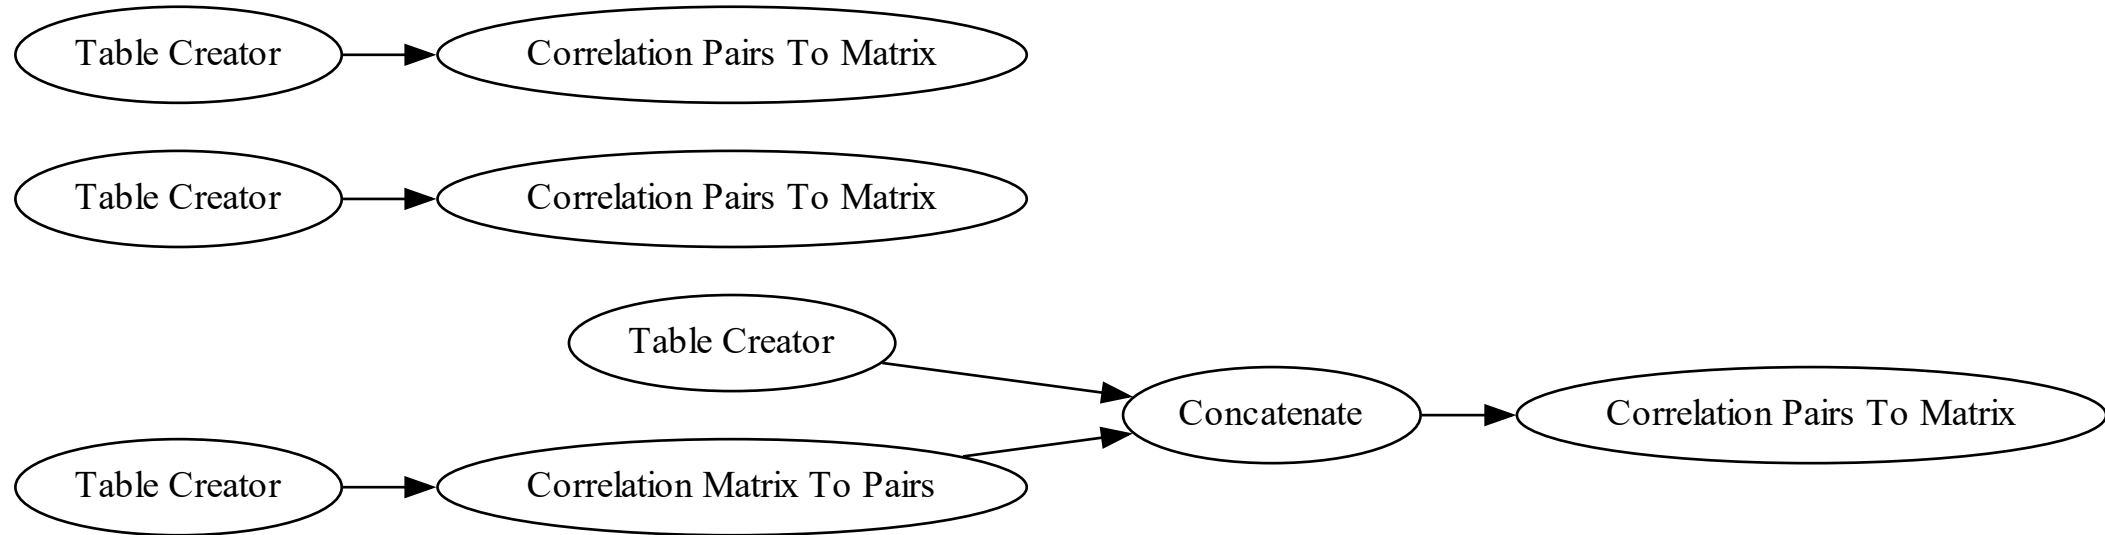 Table Creator
Correlation Pairs To Matrix
Table Creator
Correlation Pairs To Matrix
Table Creator
Concatenate
Correlation Pairs To Matrix
Table Creator
Correlation Matrix To Pairs